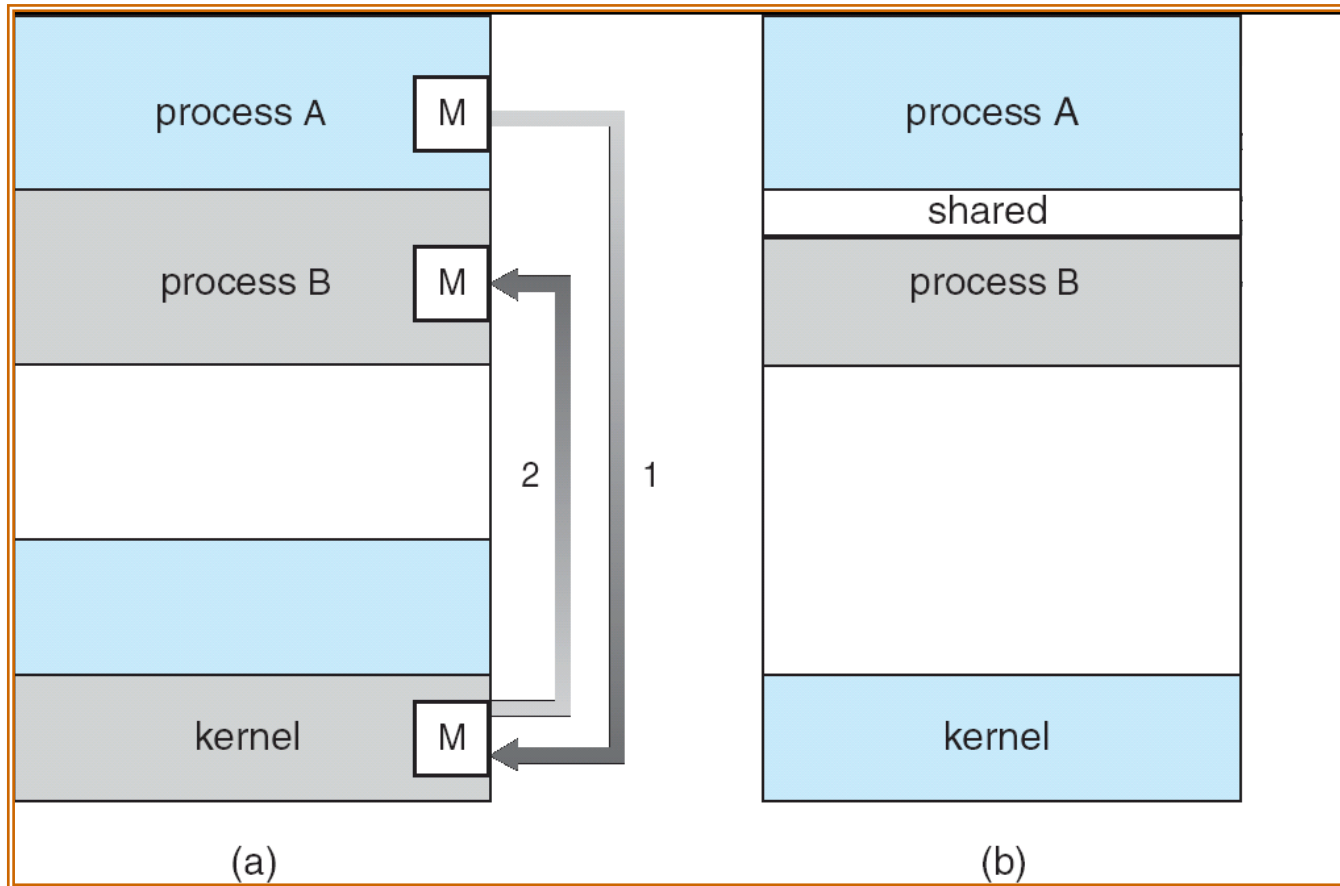 process A
M
process B
M
2
1
kernel
M
(a)
process A
shared
process B
kernel
(b)